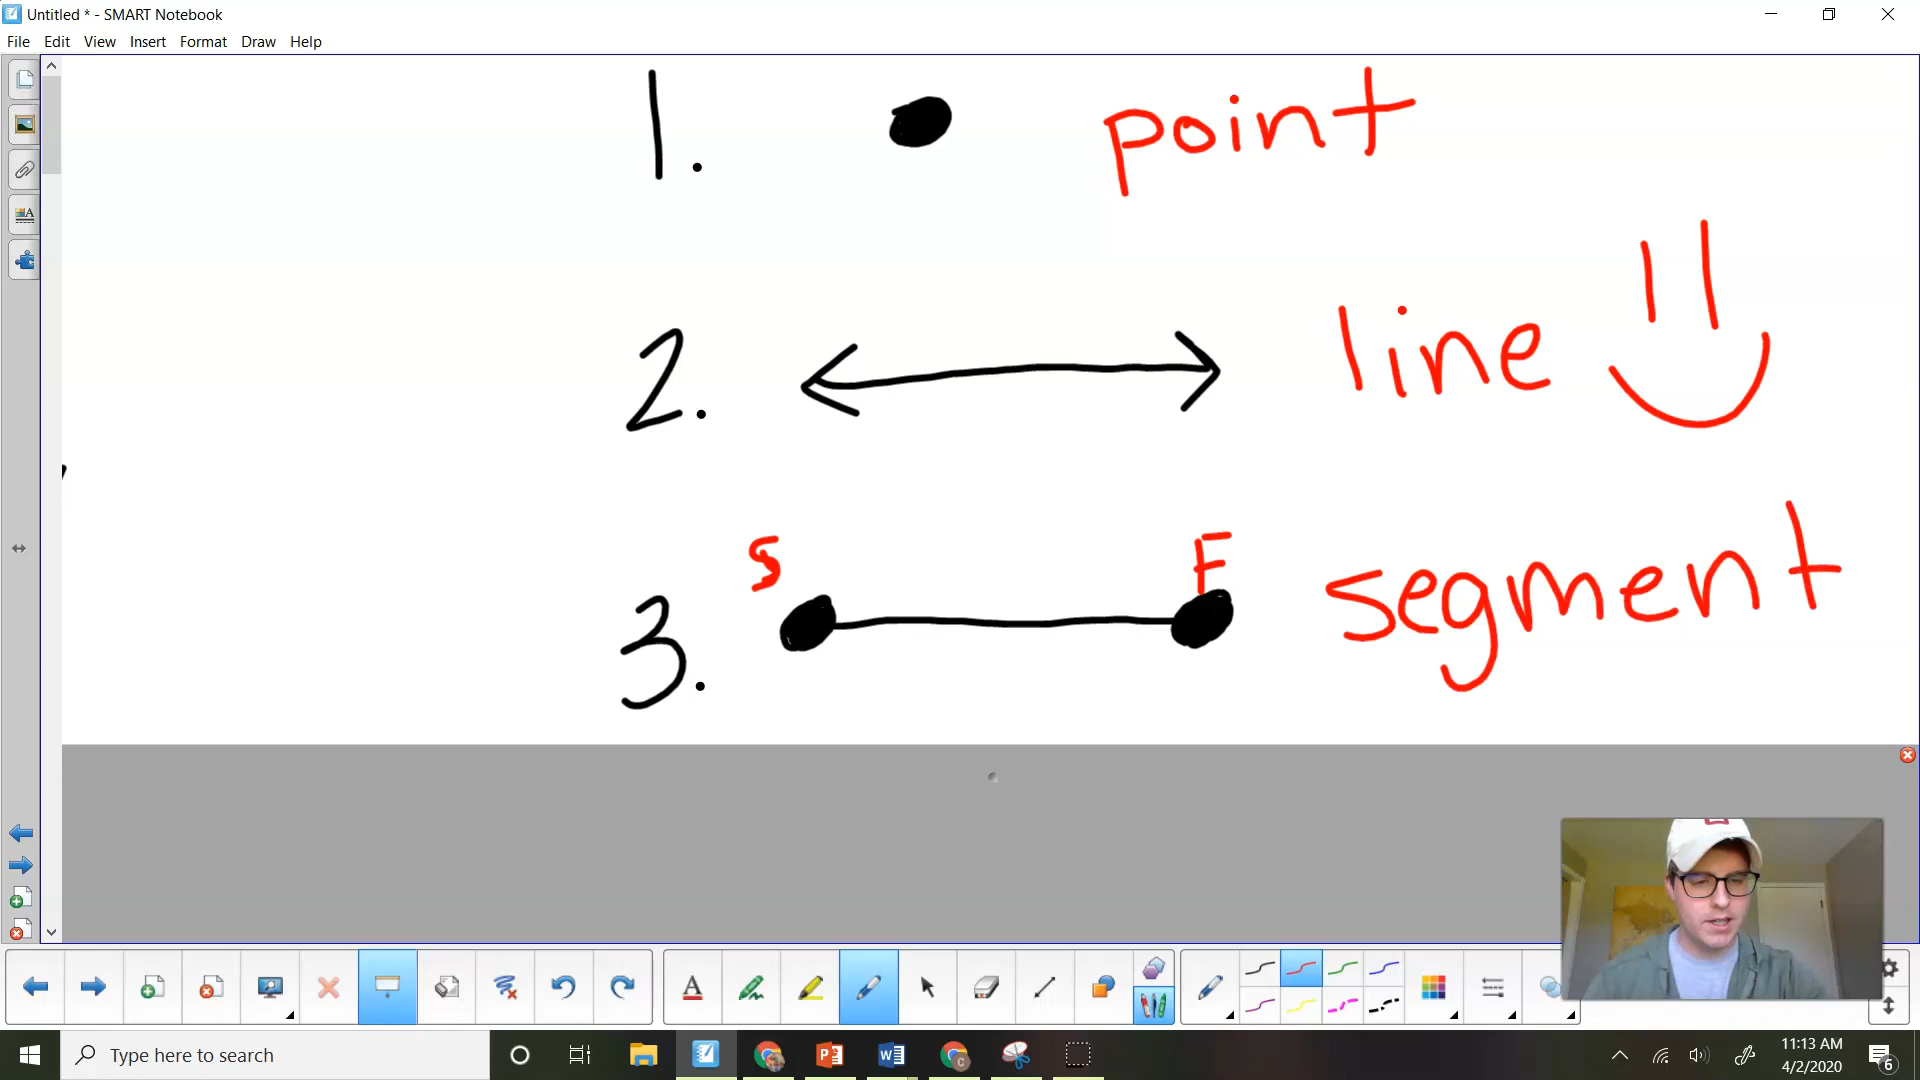 Untitled * - SMART Notebook
File Edit View Insert Format Draw Help
1. point
2. line
S F
3. segment
A
Type here to search
11:13 AM
4/2/2020
6